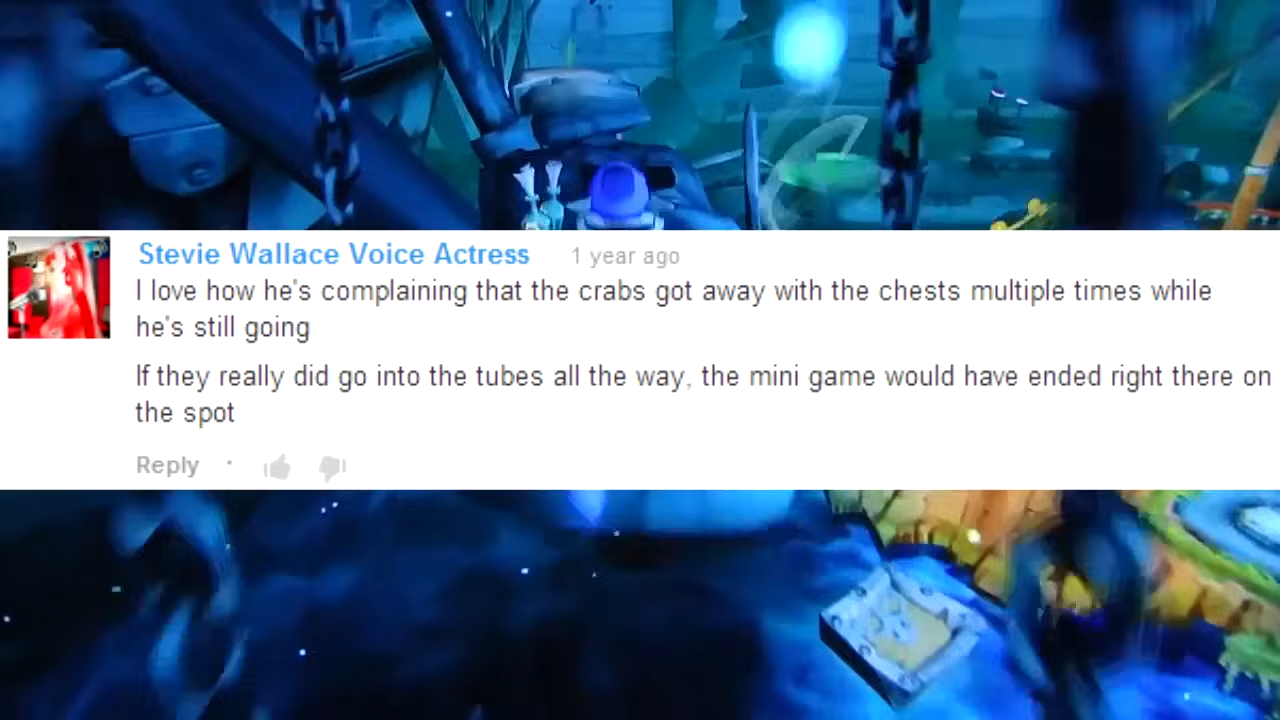 Stevie Wallace Voice Actress 1 year ago
I love how he's complaining that the crabs got away with the chests multiple times while
he's still going
If they really did go into the tubes all the way, the mini game would have ended right there on
the spot
Reply ·